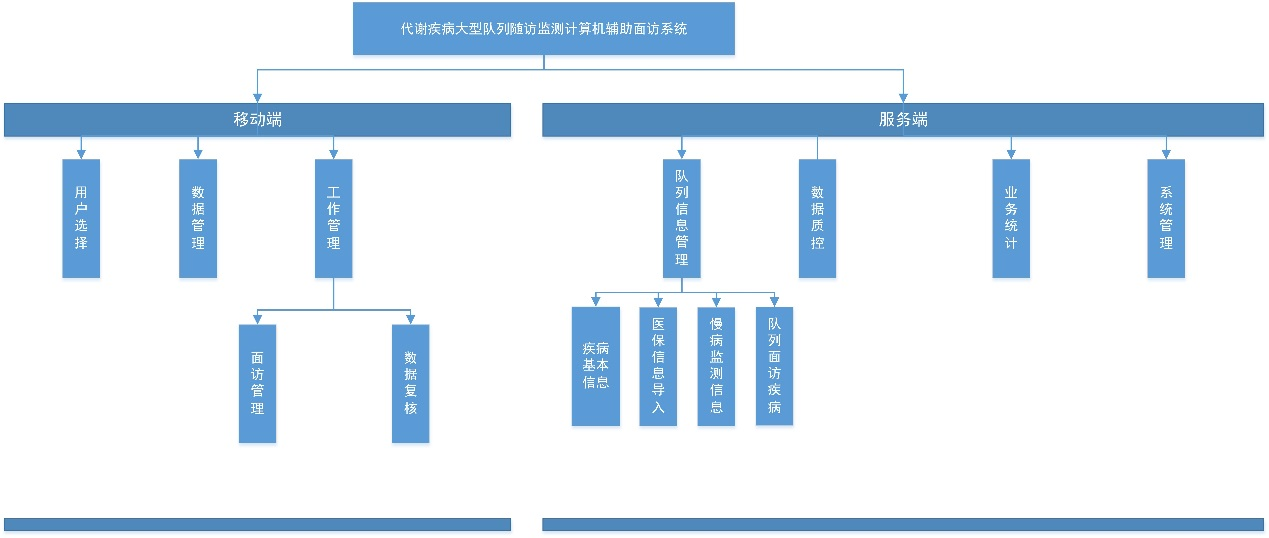 代谢疾病大型队列随访监测计算机辅助面访系统
移动端
服务端
用户选择
数据管理
工作管理
队列信息管理
数据质控
业务统计
系统管理
面访管理
数据复核
疾病
基本
信息
医保信息导入
慢病监测信息
队列面访疾病